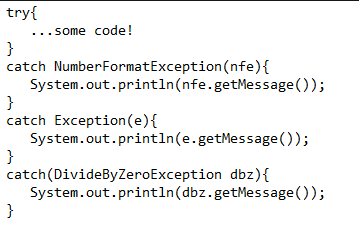 try{
...some code!
}
catch NumberFormatException(nfe){
System.out.println(nfe.getMessage());
}
catch Exception(e){
System.out.println(e.getMessage());
}
catch(DivideByZeroException dbz){
System.out.println(dbz.getMessage());
}